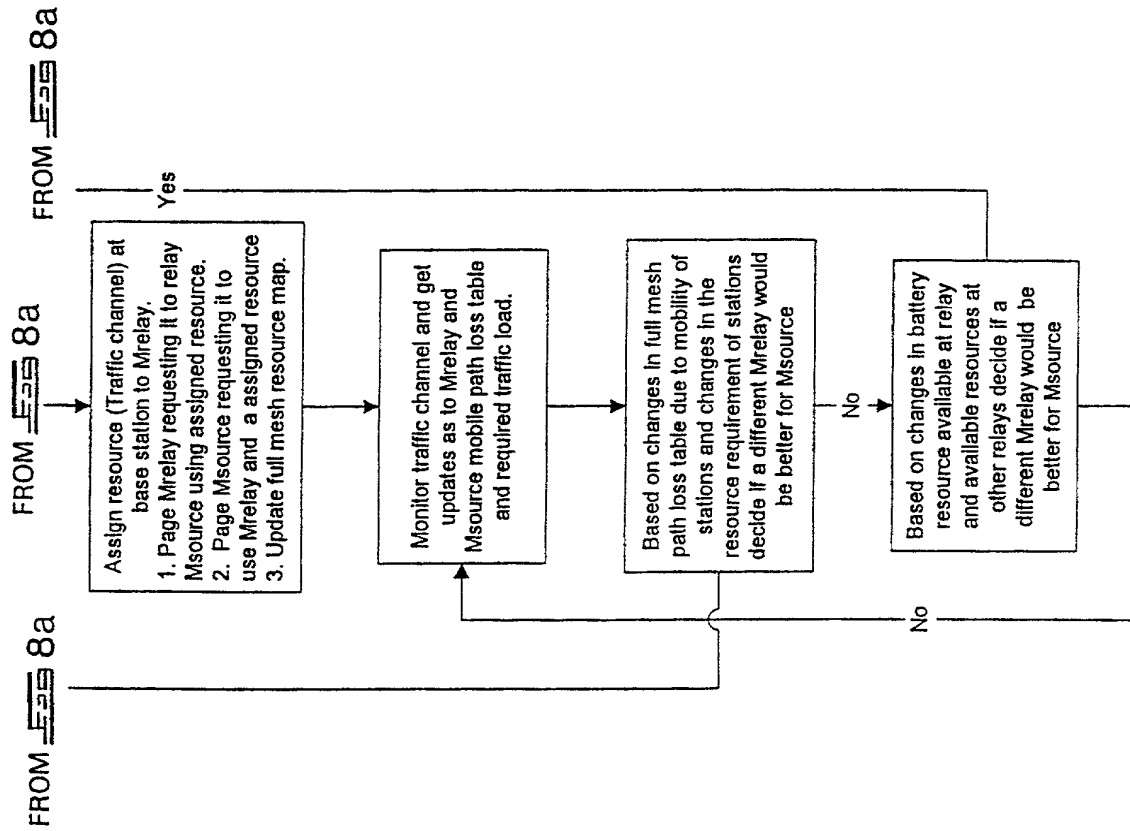 FROM Fig 8a
FROM Fig 8a
FROM Fig 8a
Assign resource (Traffic channel) at
base station to Mrelay.
1. Page Mrelay requesting it to relay
Msource using assigned resource.
2. Page Msource requesting it to
use Mrelay and a assigned resource
3. Update full mesh resource map.
Yes
Monitor traffic channel and get
updates as to Mrelay and
Msource mobile path loss table
and required traffic load.
Based on changes in full mesh
path loss table due to mobility of
stations and changes in the
resource requirement of stations
decide if a different Mrelay would
be better for Msource
No
Based on changes in battery
resource available at relay
and available resources at
other relays decide if a
different Mrelay would be
better for Msource
No